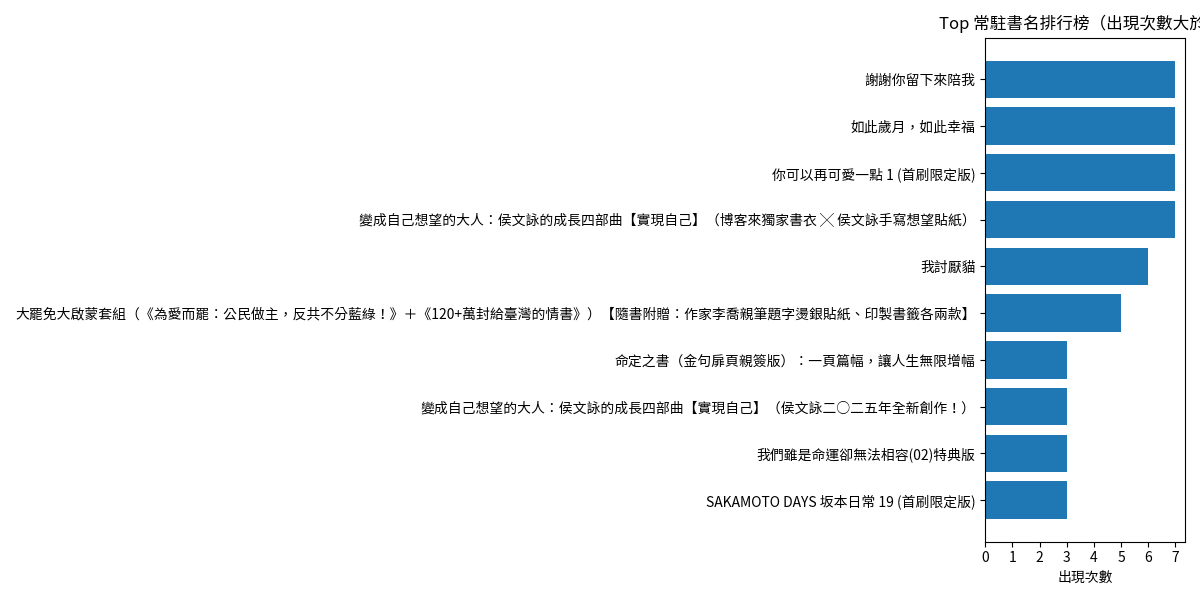 Top 常駐書名排行榜（出現次數大於
謝謝你留下來陪我
如此歲月，如此幸福
你可以再可愛一點 1 (首刷限定版)
變成自己想望的大人：侯文詠的成長四部曲【實現自己】（博客來獨家書衣 ╳ 侯文詠手寫想望貼紙）
我討厭貓
大罷免大啟蒙套組（《為愛而罷：公民做主，反共不分藍綠！》＋《120+萬封給臺灣的情書》）【隨書附贈：作家李喬親筆題字燙銀貼紙、印製書籤各兩款】
命定之書（金句扉頁親簽版）：一頁篇幅，讓人生無限增幅
變成自己想望的大人：侯文詠的成長四部曲【實現自己】（侯文詠二〇二五年全新創作！）
我們雖是命運卻無法相容(02)特典版
SAKAMOTO DAYS 坂本日常 19 (首刷限定版)
0 1 2 3 4 5 6 7
出現次數